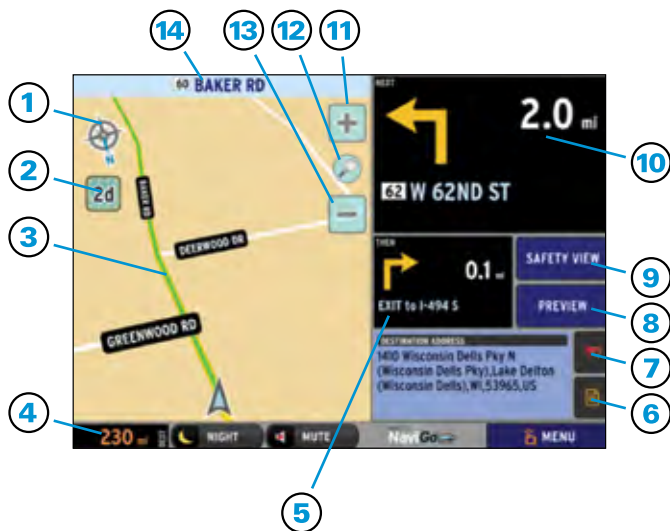 14
13
12
11
1
2
3
4
5
6
7
8
9
10
60 BAKER RD
N
2d
BAKER RD
DEERWOOD DR
GREENWOOD RD
NEXT
2.0 mi
62 W 62ND ST
THEN
0.1 mi
EXIT to I-494 S
SAFETY VIEW
PREVIEW
DESTINATION ADDRESS
1410 Wisconsin Dells Pky N
(Wisconsin Dells Pky),Lake Delton
(Wisconsin Dells),WI,53965,US
230 mi
DEST
NIGHT
MUTE
NaviGo
MENU